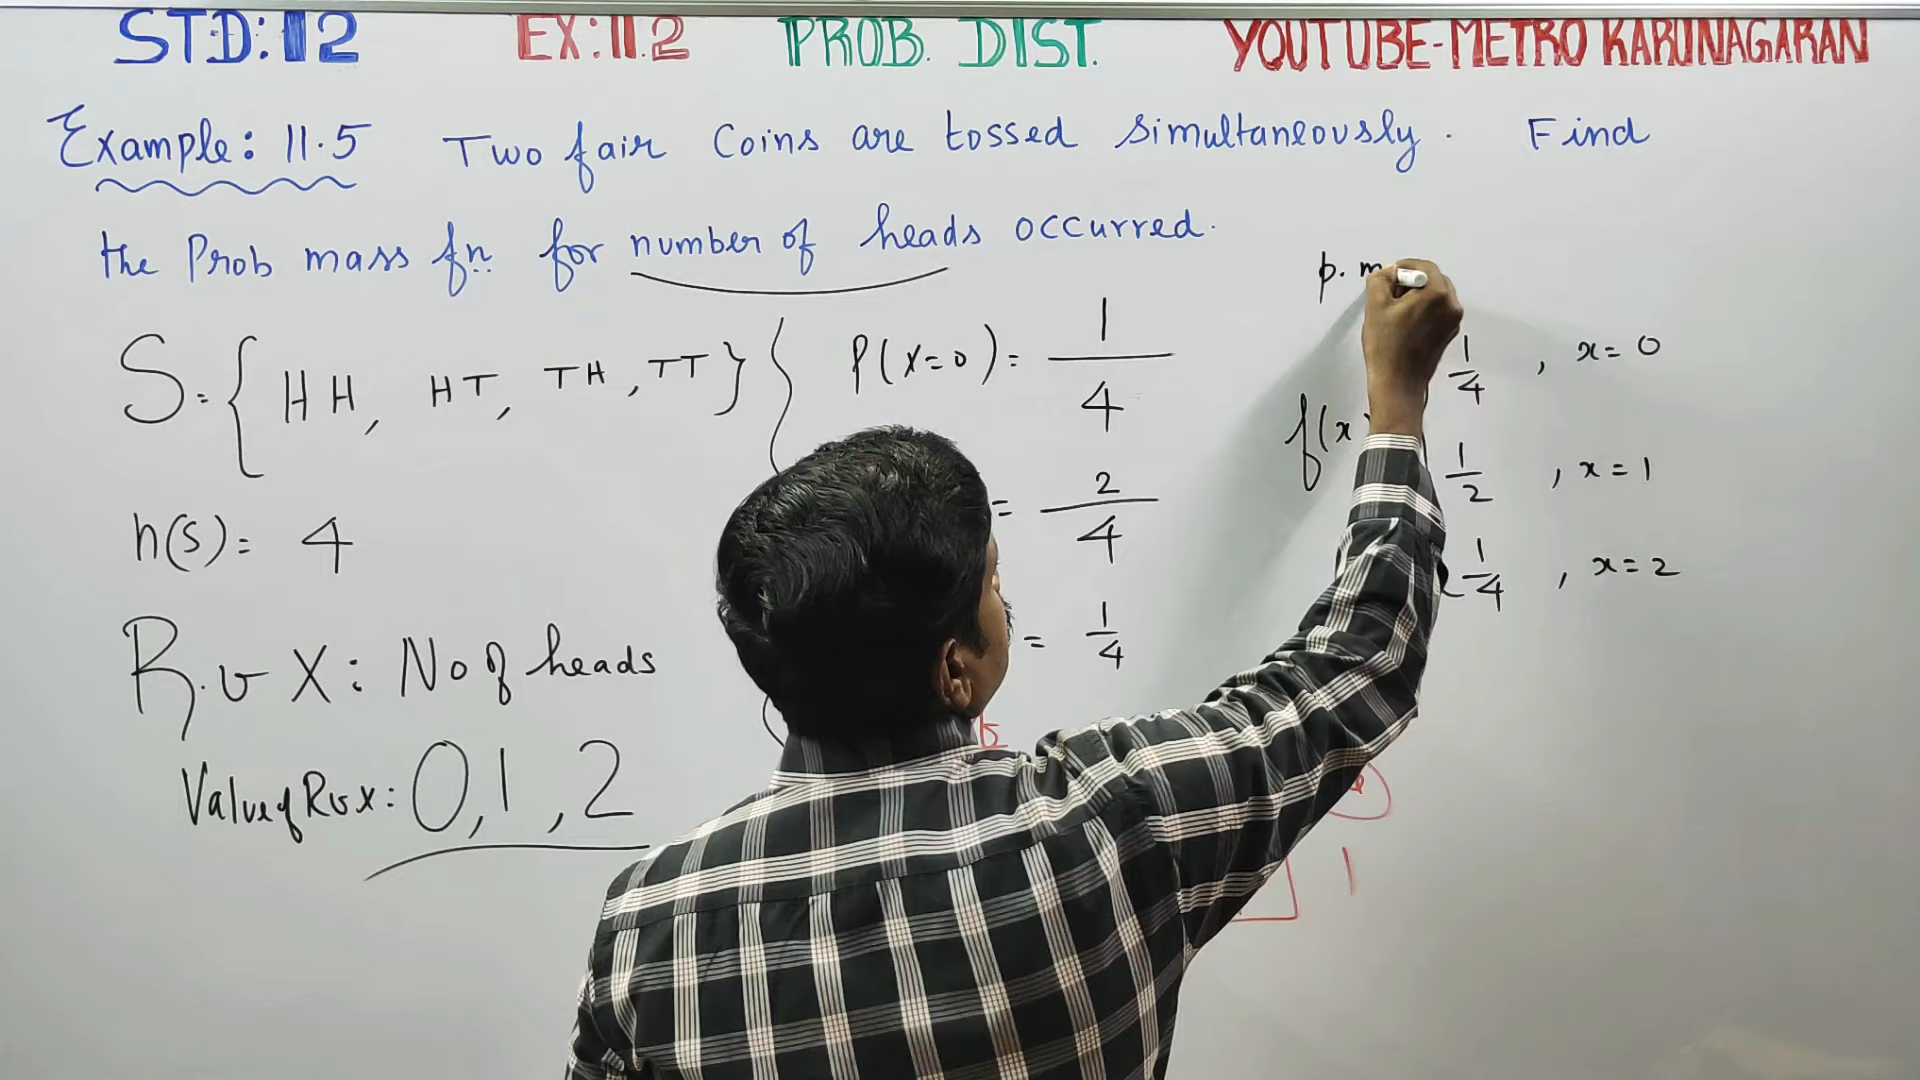 STD: 12 EX: 11.2 PROB. DIST. YOUTUBE-METRO KARUNAGARAN
Example: 11.5 Two fair Coins are tossed simultaneously. Find
the Prob mass fn for number of heads occurred.
S = { HH, HT, TH, TT }
n(s) = 4
R.v X : No of heads
Value of R v x : 0, 1, 2
P(X=0) = 1/4
= 2/4
= 1/4
p. m
f(x
1/4 , x = 0
1/2 , x = 1
1/4 , x = 2
1